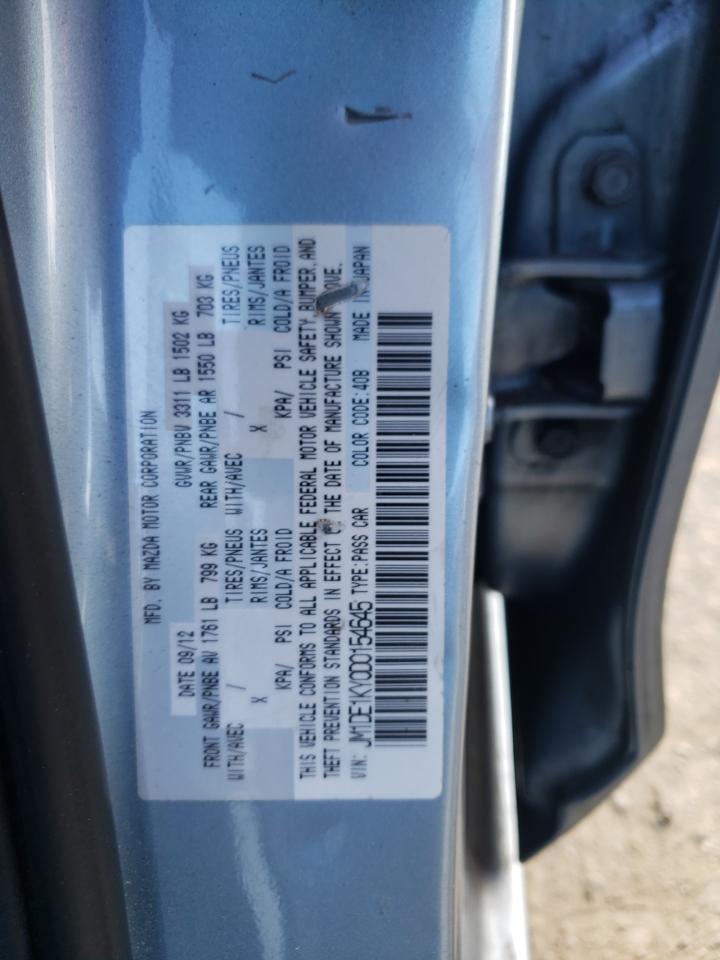 MFD. BY MAZDA MOTOR CORPORATION
DATE 09/12 GVWR/PNBV 3311 LB 1502 KG
FRONT GAWR/PNBE AV 1761 LB 799 KG REAR GAWR/PNBE AR 1550 LB 703 KG
WITH/AVEC / TIRES/PNEUS WITH/AVEC / TIRES/PNEUS
X RIMS/JANTES X RIMS/JANTES
KPA/ PSI COLD/A FROID KPA/ PSI COLD/A FROID
THIS VEHICLE CONFORMS TO ALL APPLICABLE FEDERAL MOTOR VEHICLE SAFETY, BUMPER, AND
THEFT PREVENTION STANDARDS IN EFFECT ON THE DATE OF MANUFACTURE SHOWN ABOVE.
VIN: JM1DE1KY0D0154645 TYPE:PASS CAR COLOR CODE:40B MADE IN JAPAN